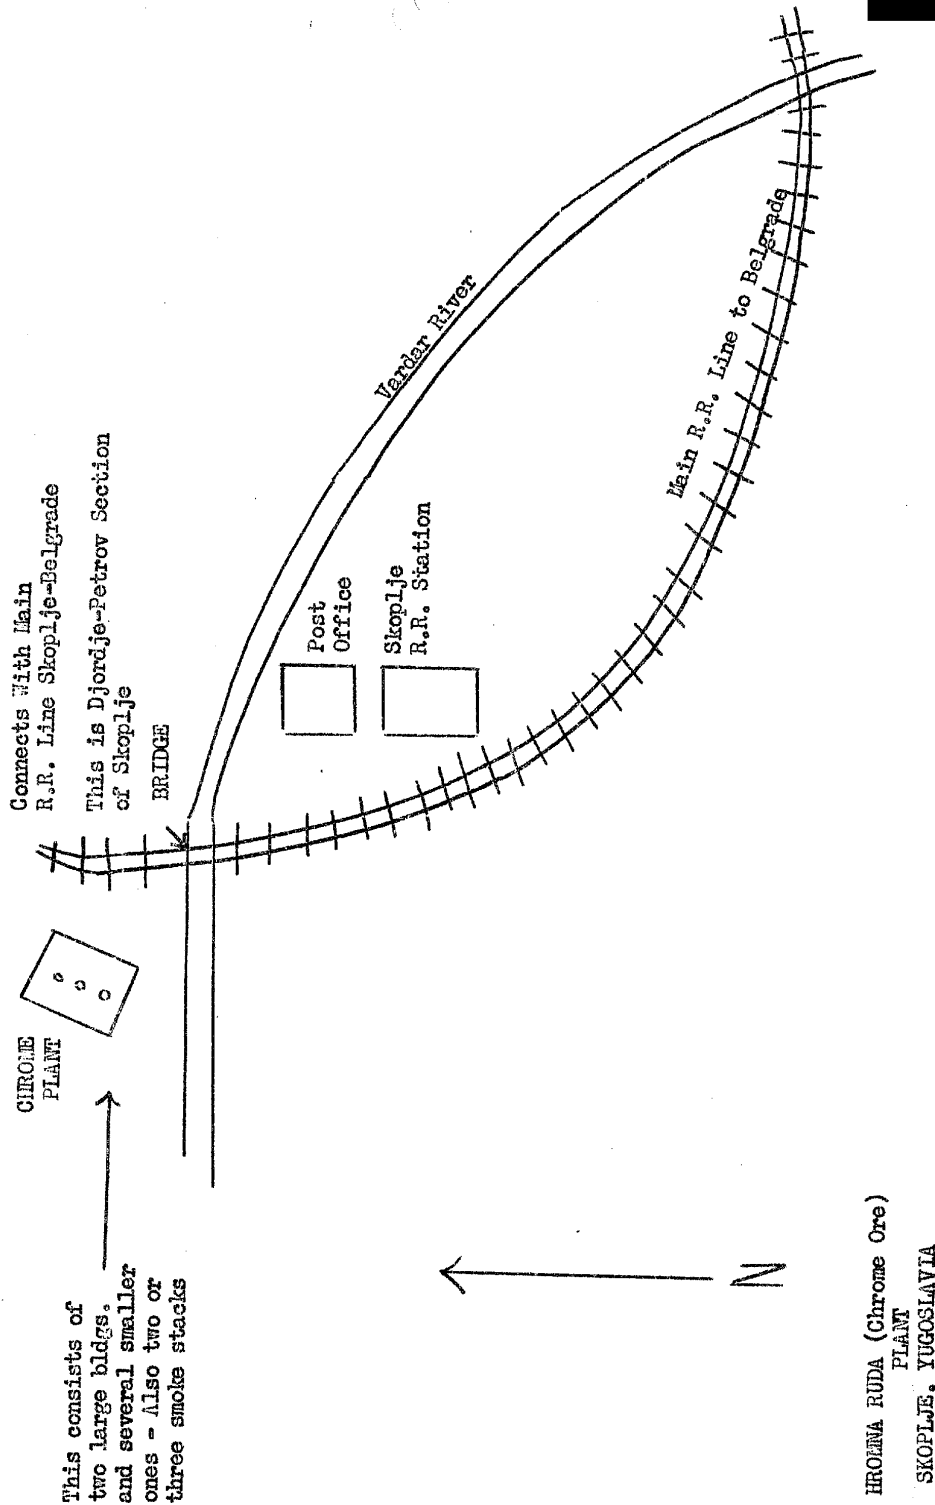 Connects With Main
R.R. Line Skoplje-Belgrade
This is Djordje-Petrov Section
of Skoplje
BRIDGE
CHROME
PLANT
This consists of
two large bldgs.
and several smaller
ones - Also two or
three smoke stacks
Vardar River
Post
Office
Skoplje
R.R. Station
Main R.R. Line to Belgrade
N
HROMNA RUDA (Chrome Ore)
PLANT
SKOPLJE, YUGOSLAVIA